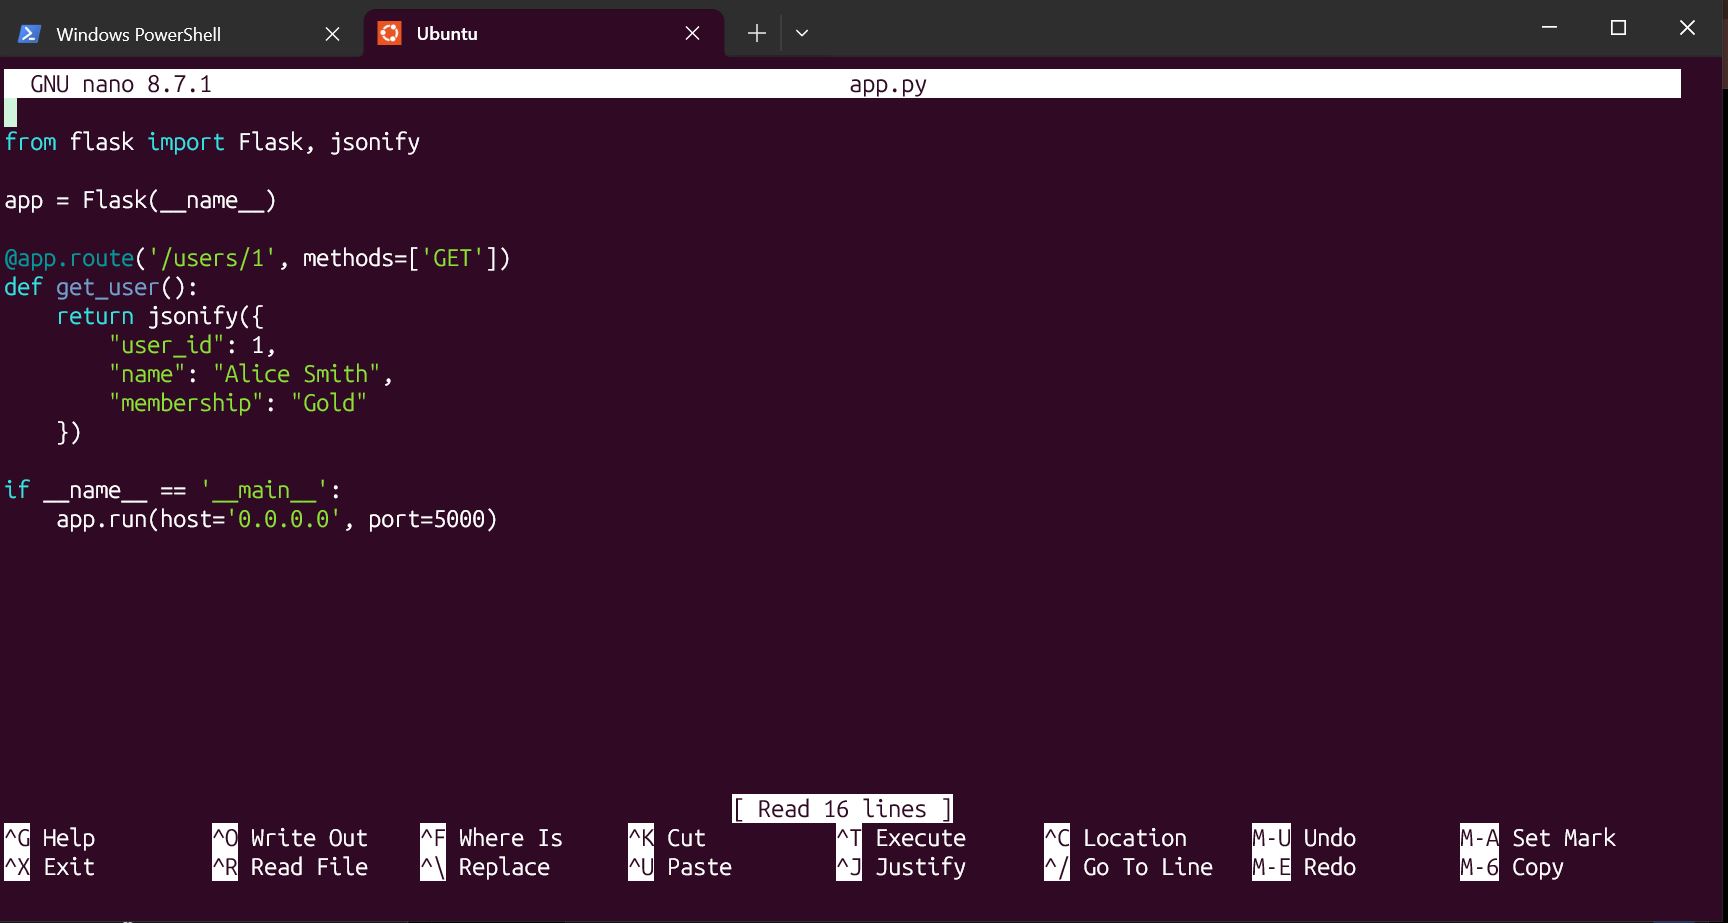 Windows PowerShell
Ubuntu
GNU nano 8.7.1 app.py
from flask import Flask, jsonify
app = Flask(__name__)
@app.route('/users/1', methods=['GET'])
def get_user():
    return jsonify({
        "user_id": 1,
        "name": "Alice Smith",
        "membership": "Gold"
    })
if __name__ == '__main__':
    app.run(host='0.0.0.0', port=5000)
[ Read 16 lines ]
^G Help ^O Write Out ^F Where Is ^K Cut ^T Execute ^C Location M-U Undo M-A Set Mark
^X Exit ^R Read File ^\ Replace ^U Paste ^J Justify ^/ Go To Line M-E Redo M-6 Copy